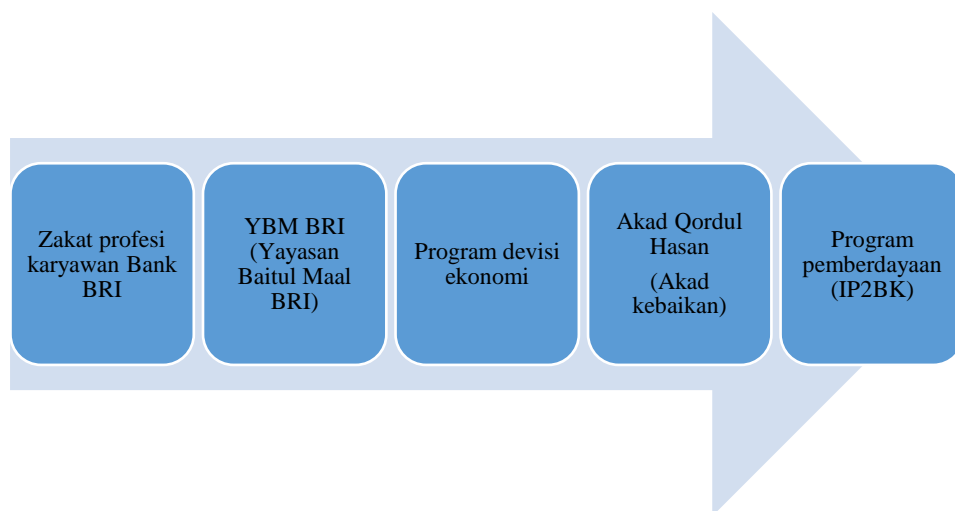 Zakat profesi
karyawan Bank
BRI
YBM BRI
(Yayasan
Baitul Maal
BRI)
Program devisi
ekonomi
Akad Qordul
Hasan
(Akad
kebaikan)
Program
pemberdayaan
(IP2BK)